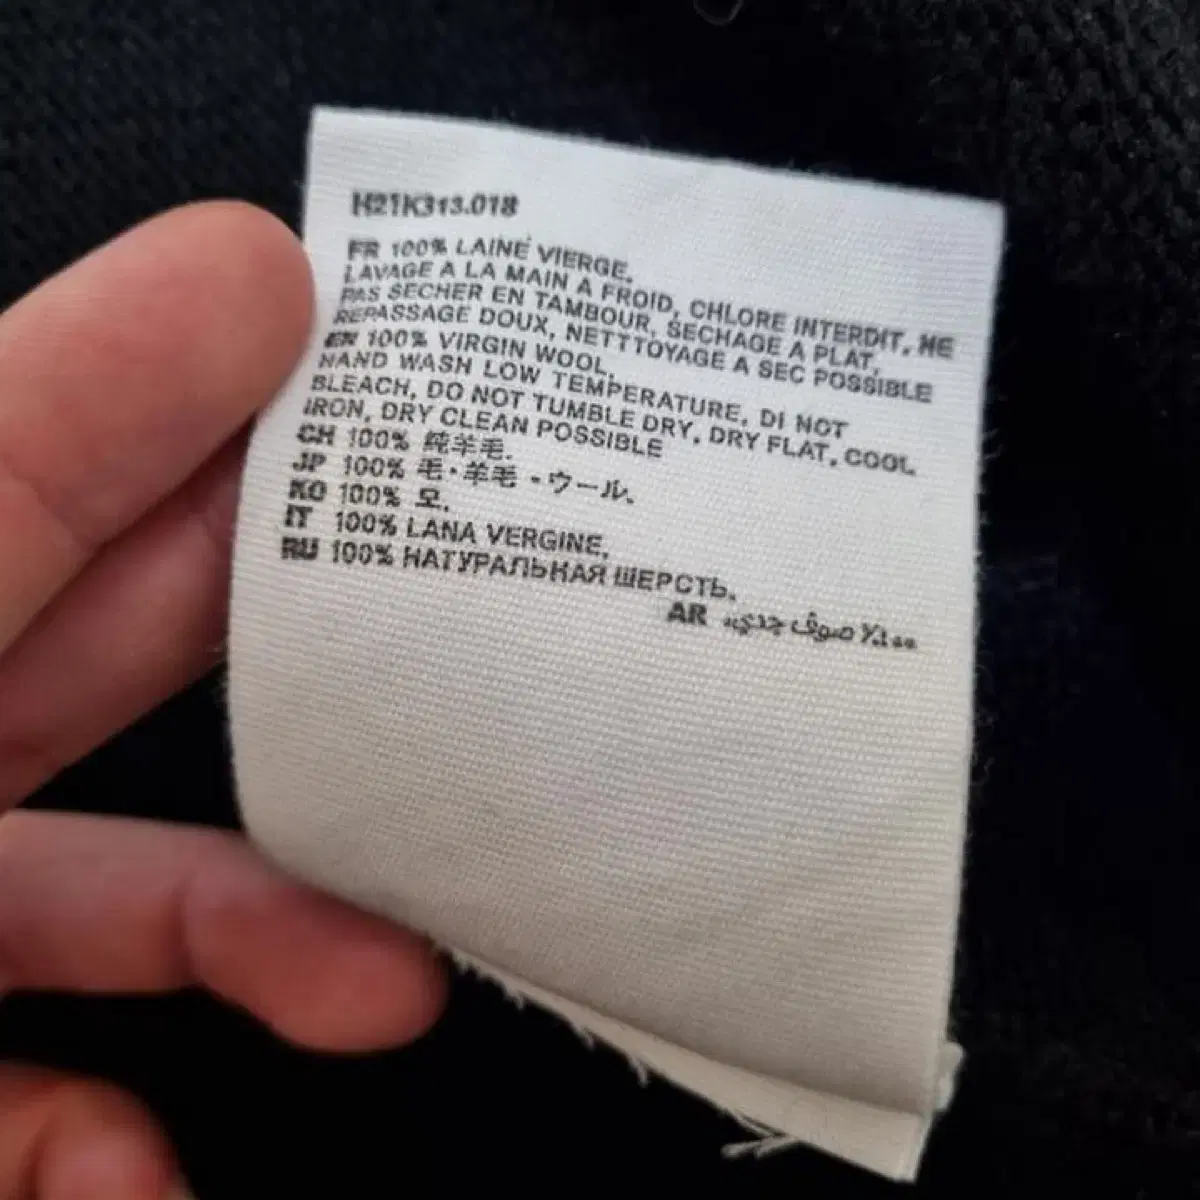 H21K313.018
FR 100% LAINE VIERGE.
LAVAGE A LA MAIN A FROID, CHLORE INTERDIT, NE
PAS SECHER EN TAMBOUR, SECHAGE A PLAT,
REPASSAGE DOUX, NETTTOYAGE A SEC POSSIBLE
EN 100% VIRGIN WOOL.
HAND WASH LOW TEMPERATURE, DI NOT
BLEACH, DO NOT TUMBLE DRY, DRY FLAT, COOL
IRON, DRY CLEAN POSSIBLE
CH 100% 純羊毛.
JP 100% 毛・羊毛・ウール.
KO 100% 모.
IT 100% LANA VERGINE.
RU 100% НАТУРАЛЬНАЯ ШЕРСТЬ.
AR ٪١٠٠ صوف جديد.